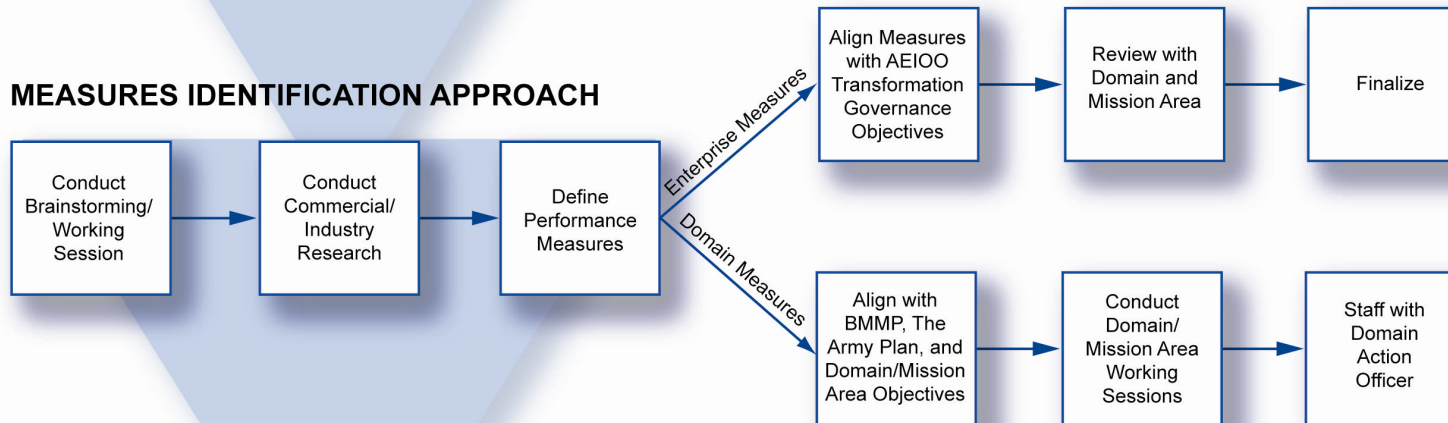 MEASURES IDENTIFICATION APPROACH
Conduct
Brainstorming/
Working
Session
Conduct
Commercial/
Industry
Research
Define
Performance
Measures
Enterprise Measures
Align Measures
with AEIOO
Transformation
Governance
Objectives
Review with
Domain and
Mission Area
Finalize
Domain Measures
Align with
BMMP, The
Army Plan, and
Domain/Mission
Area Objectives
Conduct
Domain/
Mission Area
Working
Sessions
Staff with
Domain
Action
Officer